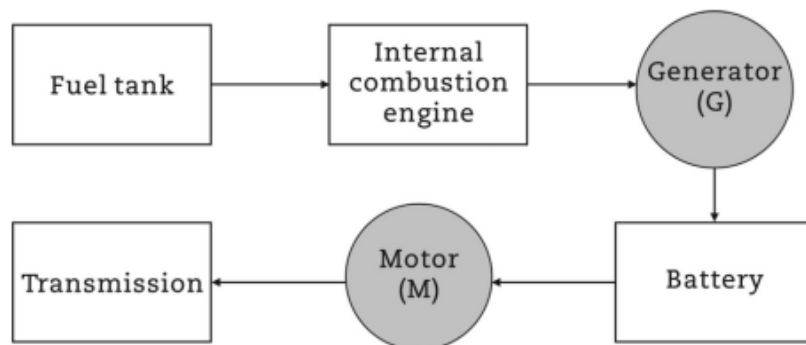 Fuel tank
Internal
combustion
engine
Generator
(G)
Transmission
Motor
(M)
Battery